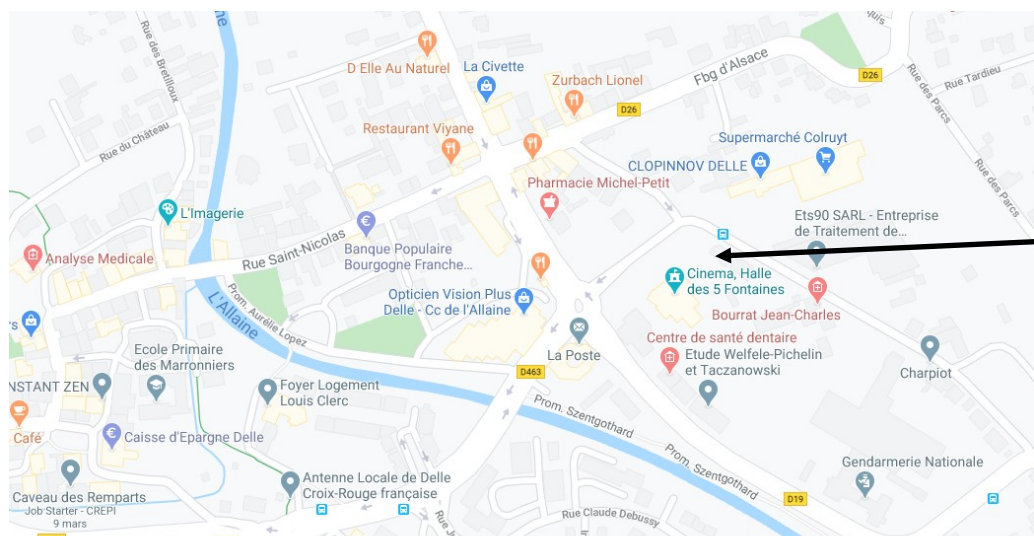 Rue des Bretilloux
D Elle Au Naturel
La Civette
Zurbach Lionel
Fbg d'Alsace
D26
Rue Tardieu
Rue des Parcs
D26
Restaurant Viyane
Supermarché Colruyt
CLOPINNOV DELLE
Rue du Château
Pharmacie Michel-Petit
Rue des Parcs
L'Imagerie
Ets90 SARL - Entreprise
de Traitement de...
Analyse Medicale
Rue Saint-Nicolas
Banque Populaire
Bourgogne Franche...
Cinema, Halle
des 5 Fontaines
Bourrat Jean-Charles
L'Allaine
Prom. Aurélie Lopez
Opticien Vision Plus
Delle - Cc de l'Allaine
Centre de santé dentaire
La Poste
Etude Welfele-Pichelin
et Taczanowski
Charpiot
Ecole Primaire
des Marronniers
D463
NSTANT ZEN
Foyer Logement
Louis Clerc
Prom. Szentgothard
Café
Caisse d'Epargne Delle
Prom. Szentgothard
Gendarmerie Nationale
Antenne Locale de Delle
Croix-Rouge française
Caveau des Remparts
Job Starter - CREPI
9 mars
D19
Rue Claude Debussy